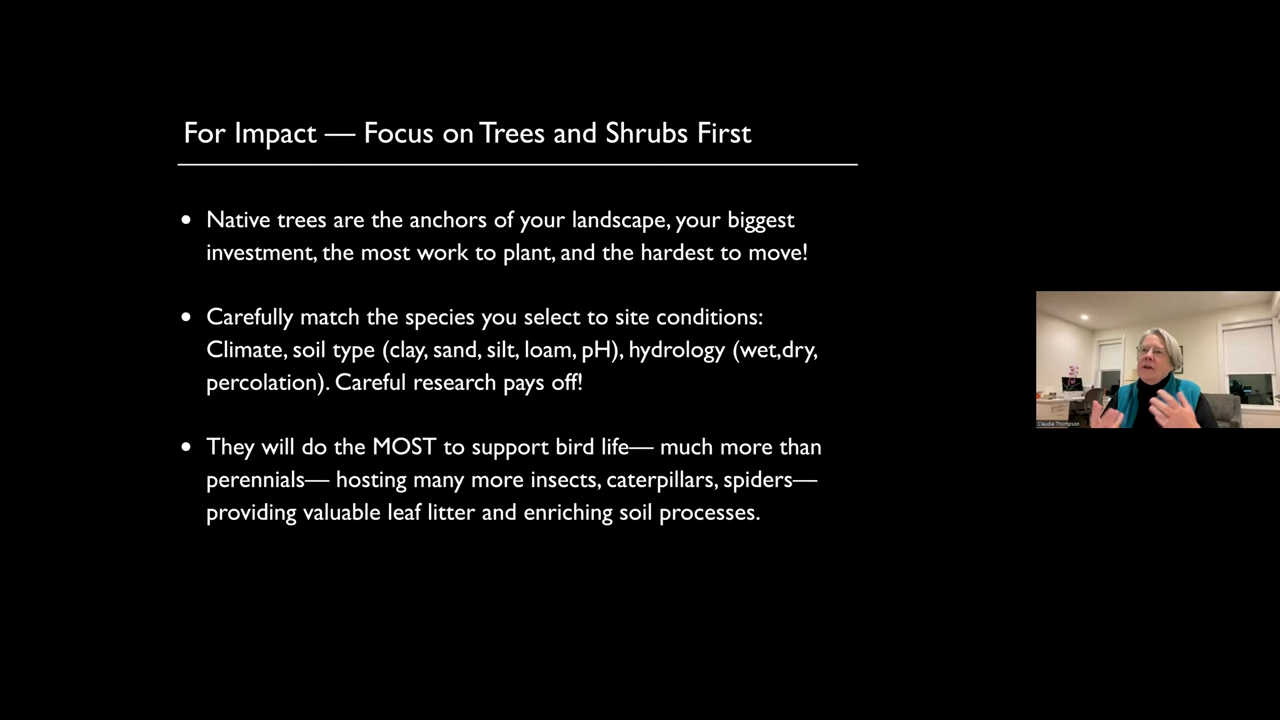 For Impact — Focus on Trees and Shrubs First
• Native trees are the anchors of your landscape, your biggest
investment, the most work to plant, and the hardest to move!
• Carefully match the species you select to site conditions:
Climate, soil type (clay, sand, silt, loam, pH), hydrology (wet,dry,
percolation). Careful research pays off!
• They will do the MOST to support bird life— much more than
perennials— hosting many more insects, caterpillars, spiders—
providing valuable leaf litter and enriching soil processes.
Claudia Thompson